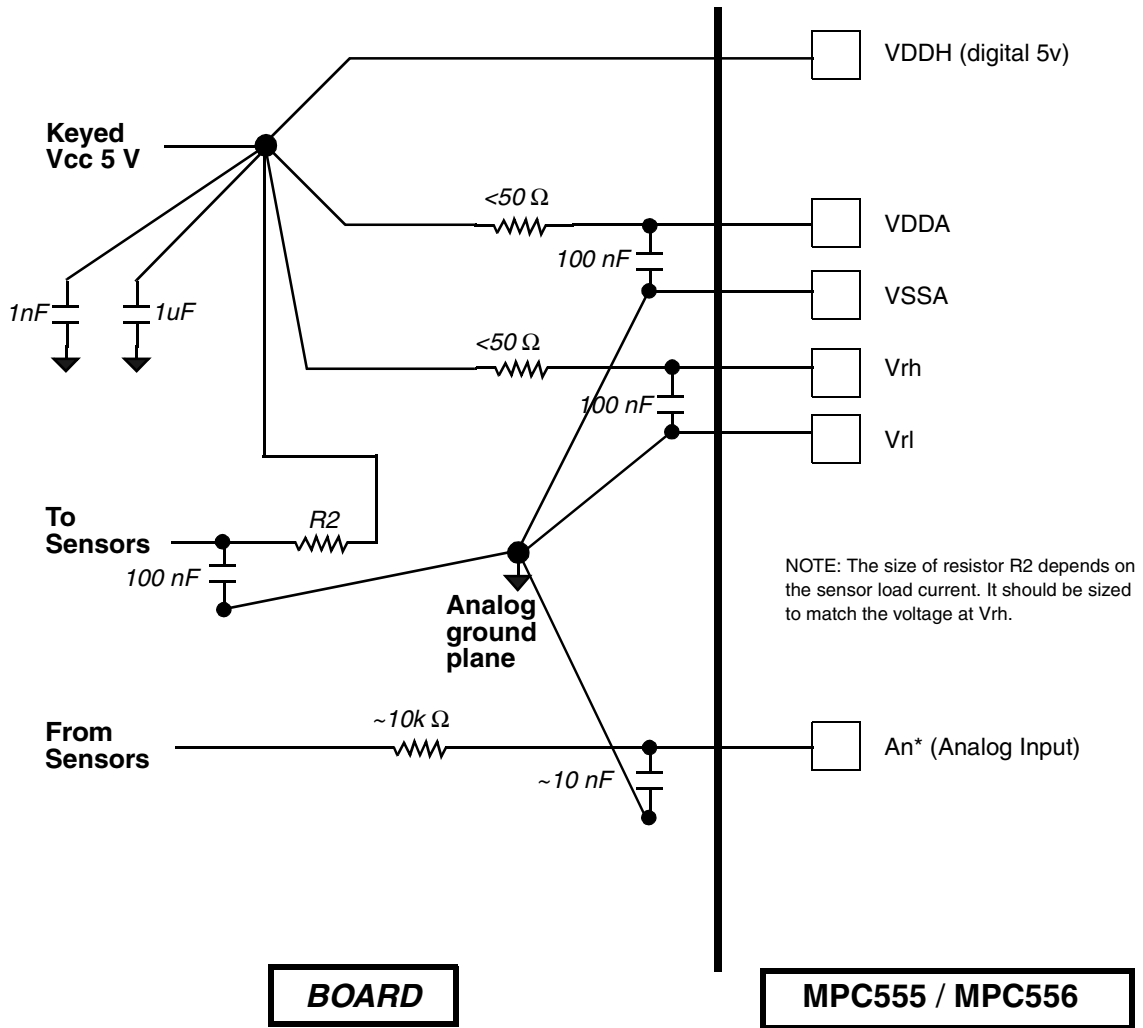 VDDH (digital 5v)
Keyed
Vcc 5 V
<50 Ω
VDDA
100 nF
VSSA
1nF
1uF
<50 Ω
Vrh
100 nF
Vrl
To
Sensors
R2
100 nF
Analog
ground
plane
NOTE: The size of resistor R2 depends on
the sensor load current. It should be sized
to match the voltage at Vrh.
From
Sensors
~10k Ω
An* (Analog Input)
~10 nF
BOARD
MPC555 / MPC556